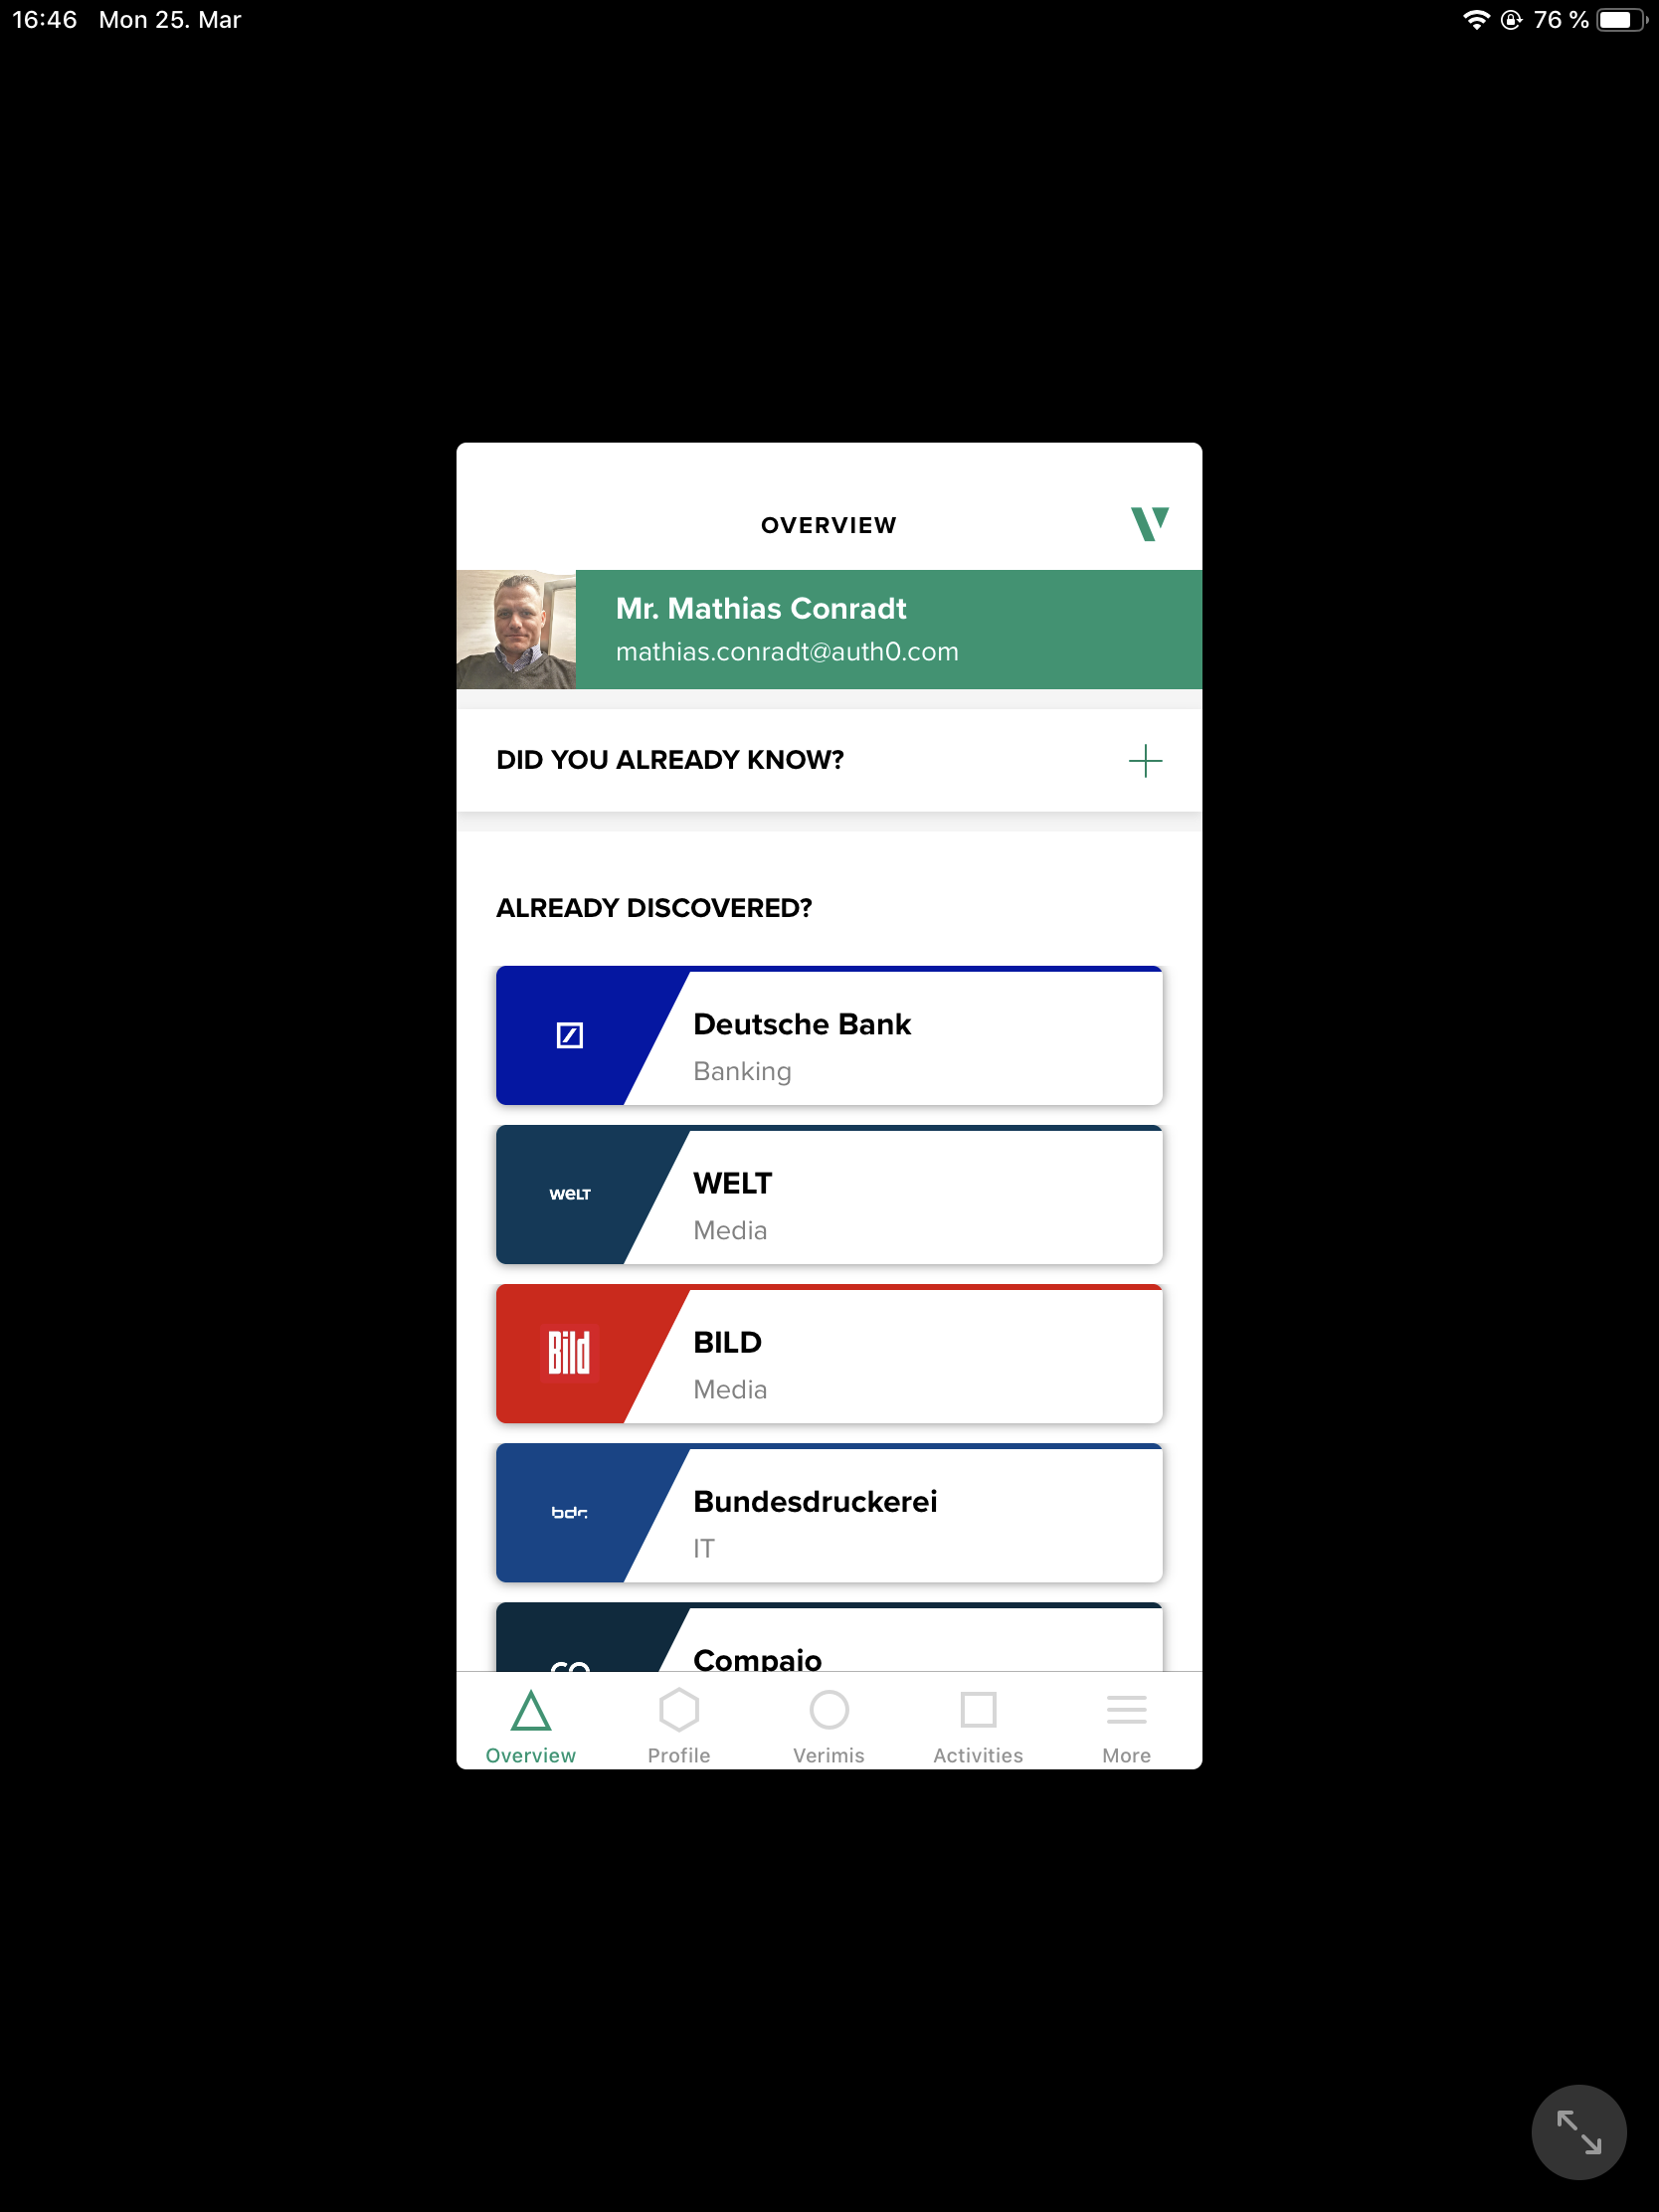 16:46 Mon 25. Mar
76 %
OVERVIEW
Mr. Mathias Conradt
mathias.conradt@auth0.com
DID YOU ALREADY KNOW?
ALREADY DISCOVERED?
Deutsche Bank
Banking
WELT
WELT
Media
Bild
BILD
Media
bdr.
Bundesdruckerei
IT
co
Compaio
Overview
Profile
Verimis
Activities
More